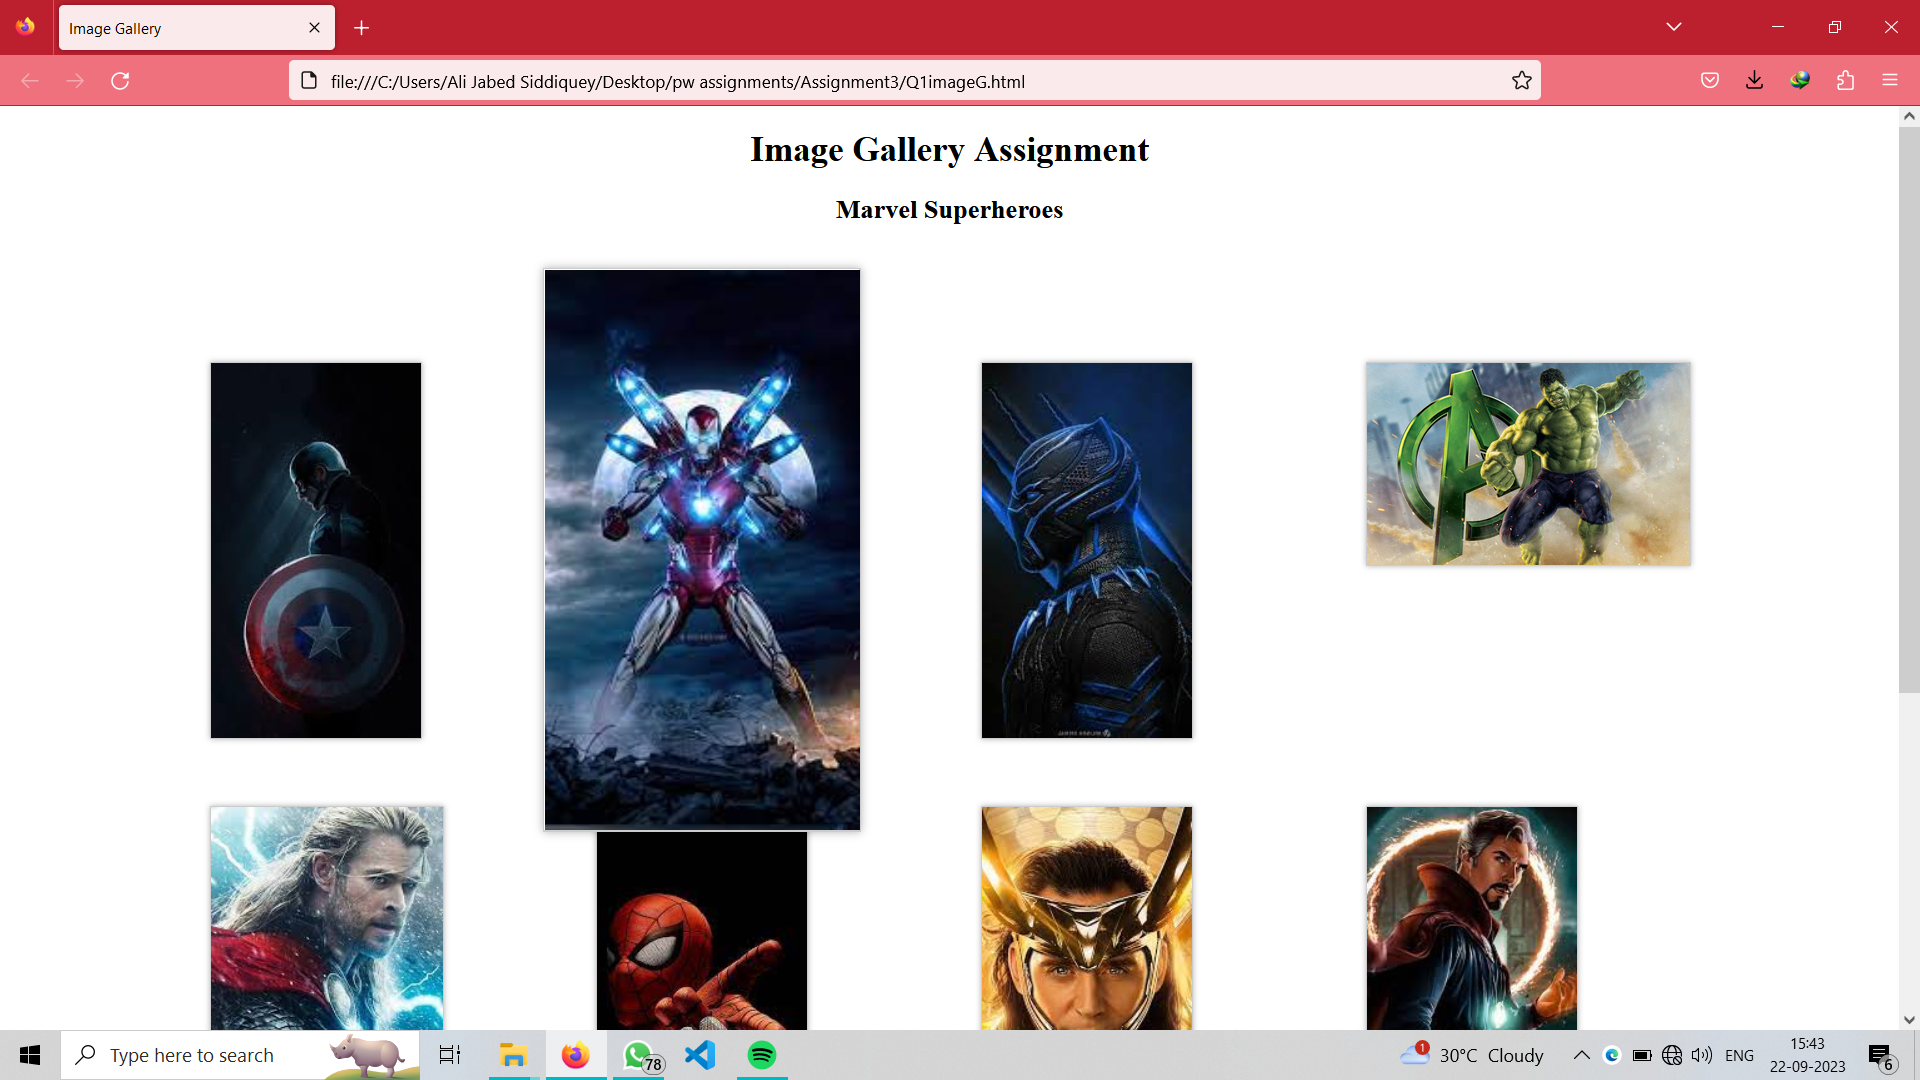 Image Gallery
file:///C:/Users/Ali Jabed Siddiquey/Desktop/pw assignments/Assignment3/Q1imageG.html
Image Gallery Assignment
Marvel Superheroes
Type here to search
78
1
30°C Cloudy
ENG
15:43
22-09-2023
6